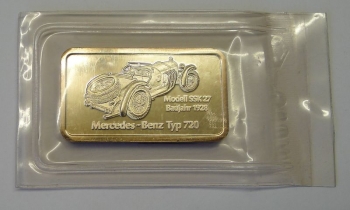 Modell SSK 27
Baujahr 1928
Mercedes-Benz Typ 720